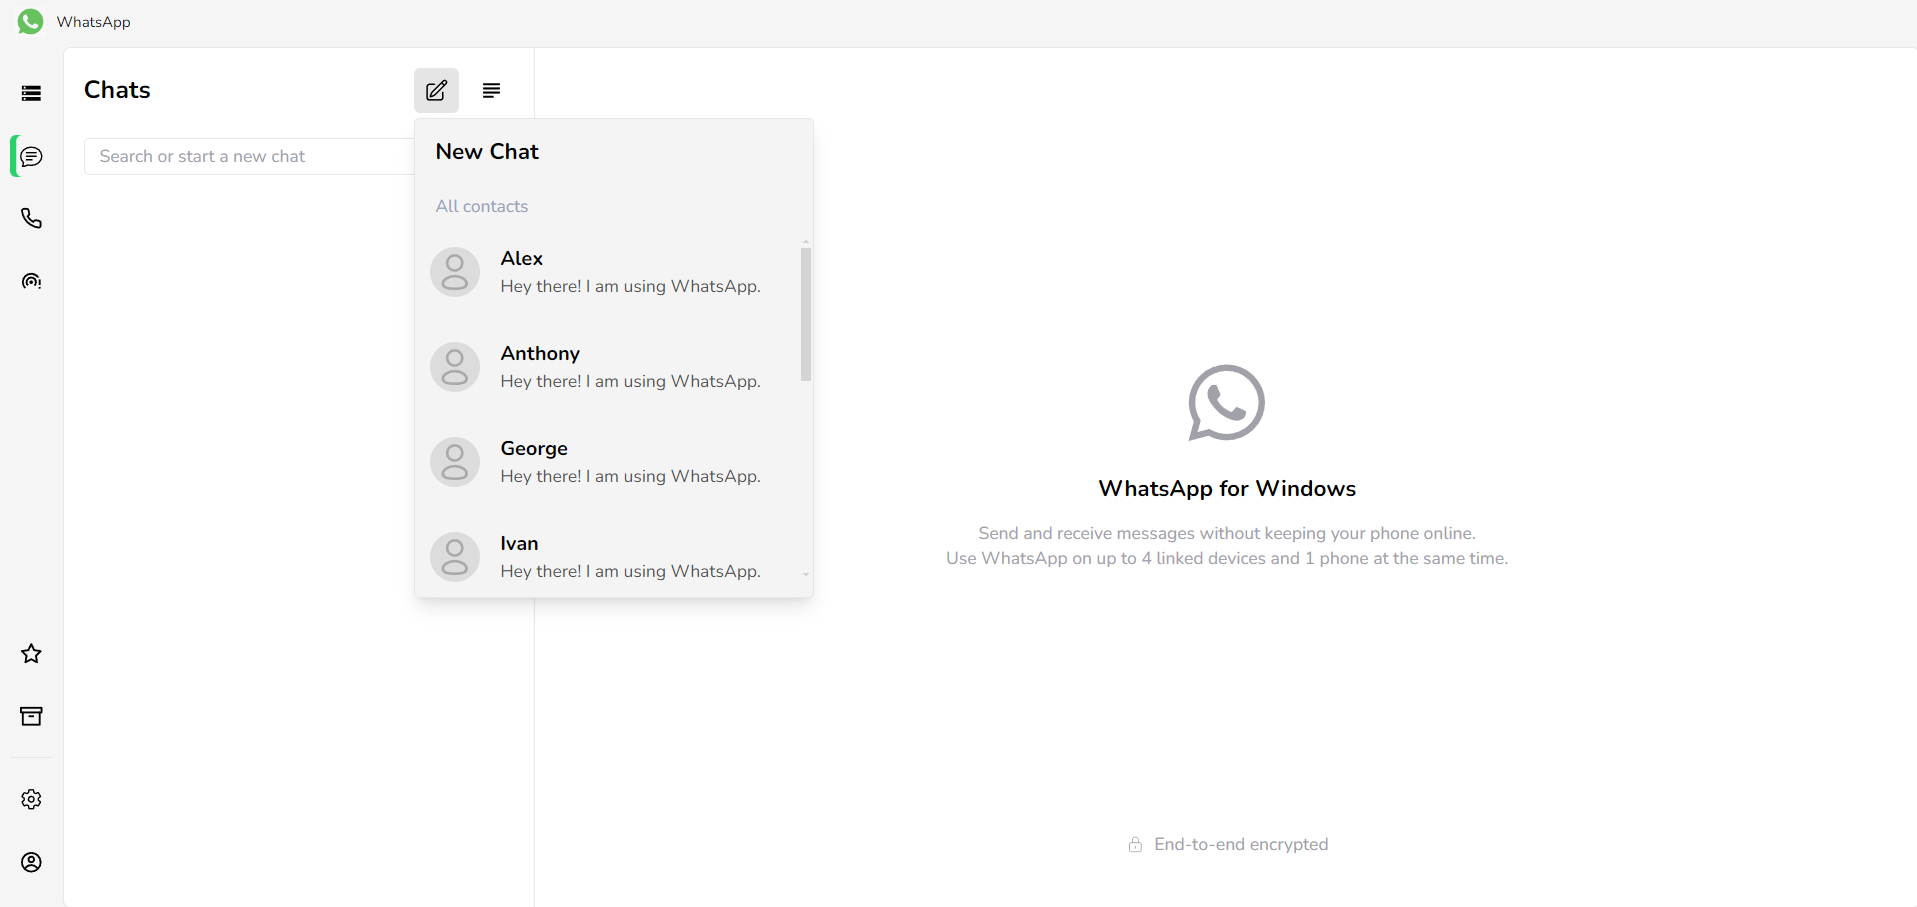 WhatsApp
Chats
Search or start a new chat
New Chat
All contacts
Alex
Hey there! I am using WhatsApp.
Anthony
Hey there! I am using WhatsApp.
George
Hey there! I am using WhatsApp.
Ivan
Hey there! I am using WhatsApp.
WhatsApp for Windows
Send and receive messages without keeping your phone online.
Use WhatsApp on up to 4 linked devices and 1 phone at the same time.
End-to-end encrypted